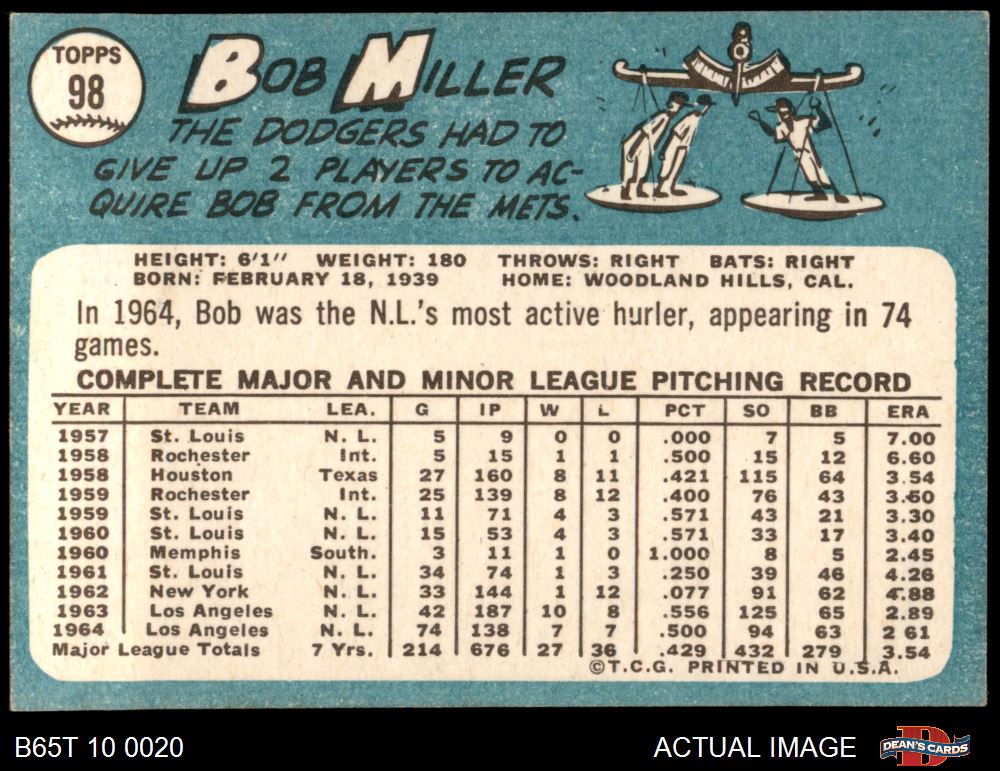 TOPPS
98
BOB MILLER
THE DODGERS HAD TO
GIVE UP 2 PLAYERS TO AC-
QUIRE BOB FROM THE METS.
HEIGHT: 6'1" WEIGHT: 180 THROWS: RIGHT BATS: RIGHT
BORN: FEBRUARY 18, 1939 HOME: WOODLAND HILLS, CAL.
In 1964, Bob was the N.L.'s most active hurler, appearing in 74
games.
COMPLETE MAJOR AND MINOR LEAGUE PITCHING RECORD
YEAR TEAM LEA. G IP W L PCT SO BB ERA
1957 St. Louis N. L. 5 9 0 0 .000 7 5 7.00
1958 Rochester Int. 5 15 1 1 .500 15 12 6.60
1958 Houston Texas 27 160 8 11 .421 115 64 3.54
1959 Rochester Int. 25 139 8 12 .400 76 43 3.60
1959 St. Louis N. L. 11 71 4 3 .571 43 21 3.30
1960 St. Louis N. L. 15 53 4 3 .571 33 17 3.40
1960 Memphis South. 3 11 1 0 1.000 8 5 2.45
1961 St. Louis N. L. 34 74 1 3 .250 39 46 4.26
1962 New York N. L. 33 144 1 12 .077 91 62 4.88
1963 Los Angeles N. L. 42 187 10 8 .556 125 65 2.89
1964 Los Angeles N. L. 74 138 7 7 .500 94 63 2 61
Major League Totals 7 Yrs. 214 676 27 36 .429 432 279 3.54
©T.C.G. PRINTED IN U.S.A.
B65T 10 0020 ACTUAL IMAGE DEAN'S CARDS